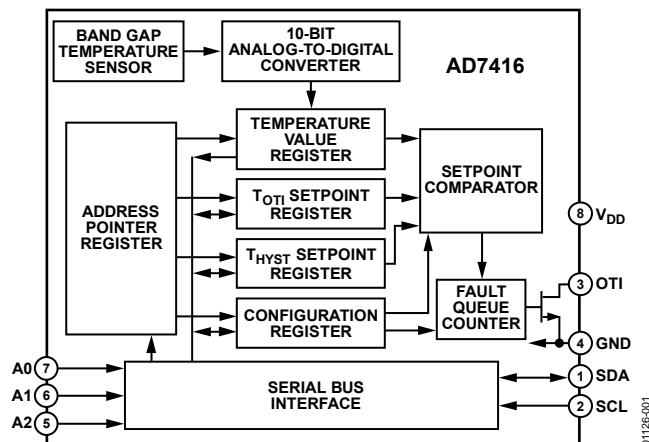 BAND GAP
TEMPERATURE
SENSOR
10-BIT
ANALOG-TO-DIGITAL
CONVERTER
AD7416
TEMPERATURE
VALUE
REGISTER
SETPOINT
COMPARATOR
ADDRESS
POINTER
REGISTER
TOTI SETPOINT
REGISTER
THYST SETPOINT
REGISTER
CONFIGURATION
REGISTER
FAULT
QUEUE
COUNTER
8 VDD
3 OTI
4 GND
A0 7
A1 6
A2 5
SERIAL BUS
INTERFACE
1 SDA
2 SCL
01126-001